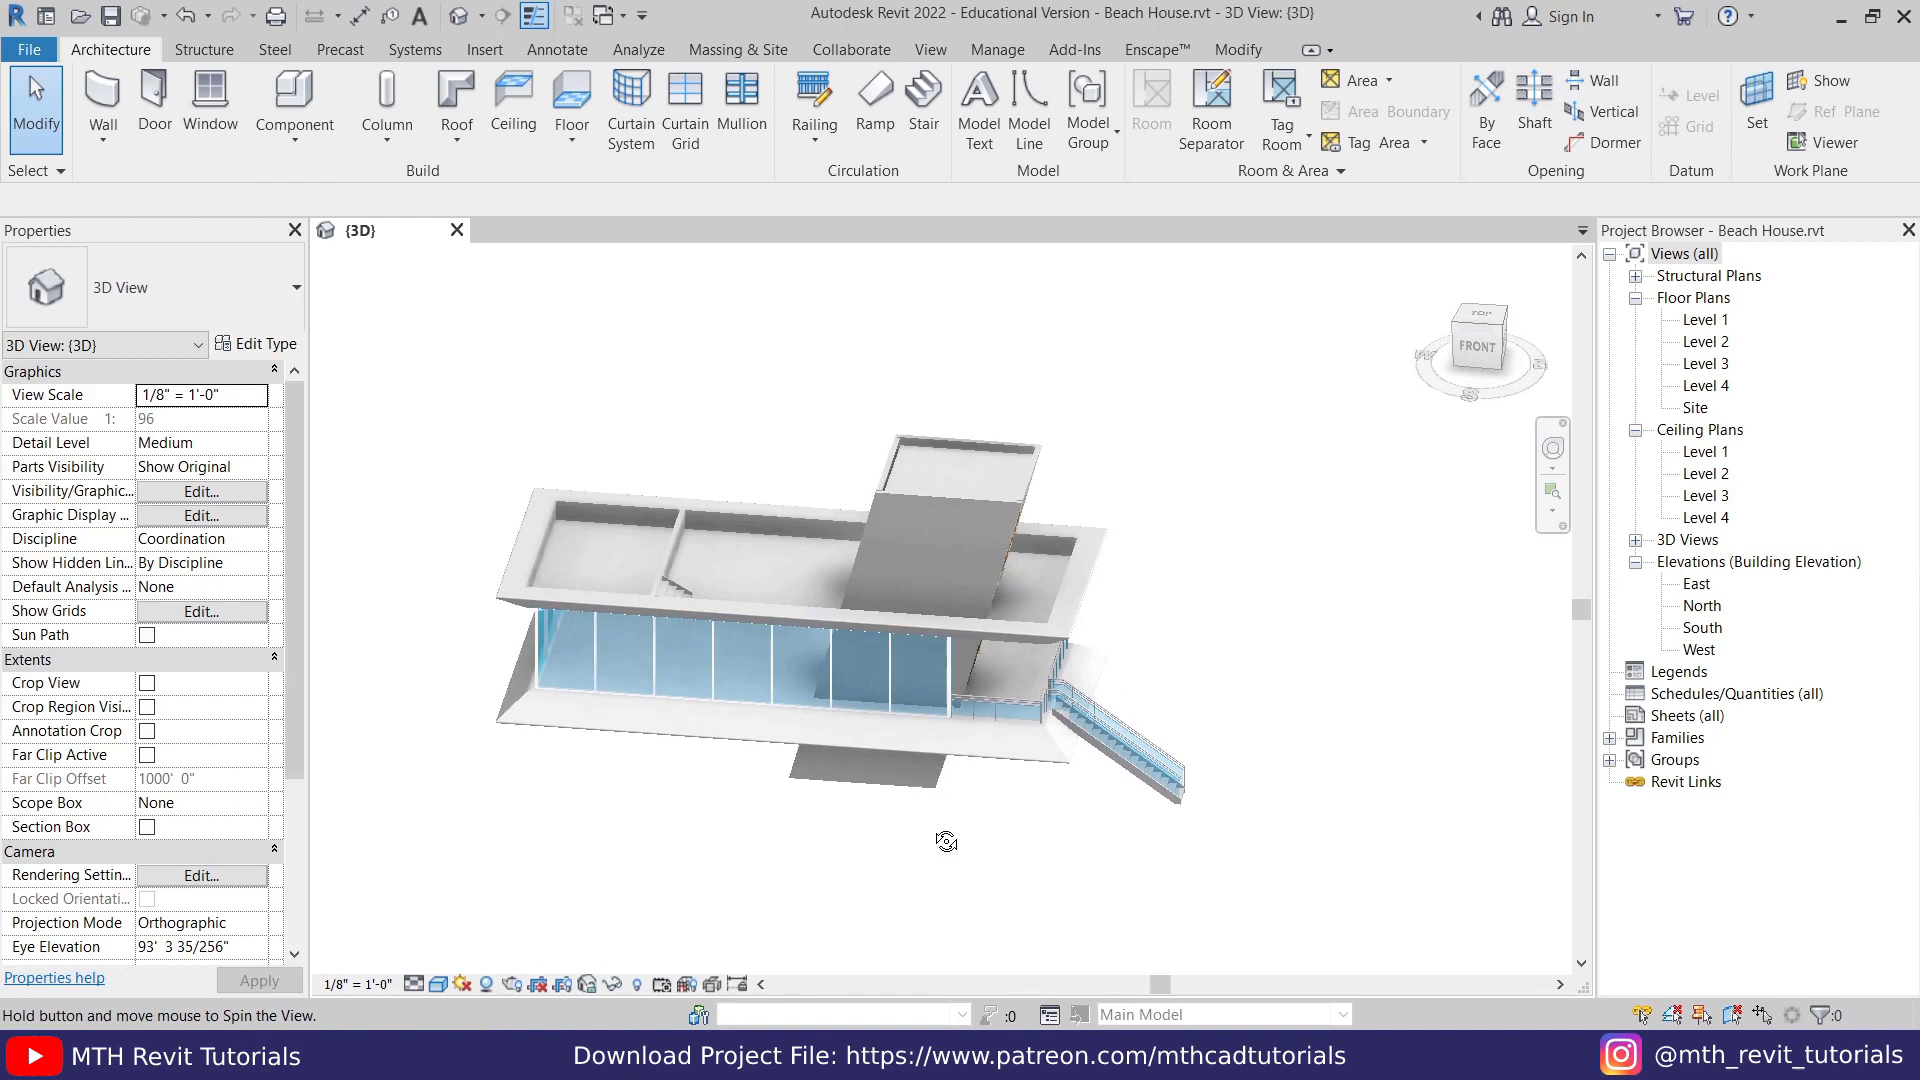 Autodesk Revit 2022 - Educational Version - Beach House.rvt - 3D View: {3D}
Sign In
File Architecture Structure Steel Precast Systems Insert Annotate Analyze Massing & Site Collaborate View Manage Add-Ins Enscape™ Modify
Modify
Wall
Door
Window
Component
Column
Roof
Ceiling
Floor
Curtain System
Curtain Grid
Mullion
Railing
Ramp
Stair
Model Text
Model Line
Model Group
Room
Room Separator
Tag Room
Area
Area Boundary
Tag Area
By Face
Shaft
Wall
Vertical
Dormer
Level
Grid
Set
Show
Ref Plane
Viewer
Select Build Circulation Model Room & Area Opening Datum Work Plane
Properties
3D View
3D View: {3D}
Edit Type
Graphics
View Scale 1/8" = 1'-0"
Scale Value 1: 96
Detail Level Medium
Parts Visibility Show Original
Visibility/Graphic... Edit...
Graphic Display ... Edit...
Discipline Coordination
Show Hidden Lin... By Discipline
Default Analysis ... None
Show Grids Edit...
Sun Path
Extents
Crop View
Crop Region Visi...
Annotation Crop
Far Clip Active
Far Clip Offset 1000' 0"
Scope Box None
Section Box
Camera
Rendering Settin... Edit...
Locked Orientati...
Projection Mode Orthographic
Eye Elevation 93' 3 35/256"
Properties help
Apply
{3D}
TOP
FRONT
W
S
E
1/8" = 1'-0"
Project Browser - Beach House.rvt
Views (all)
Structural Plans
Floor Plans
Level 1
Level 2
Level 3
Level 4
Site
Ceiling Plans
Level 1
Level 2
Level 3
Level 4
3D Views
Elevations (Building Elevation)
East
North
South
West
Legends
Schedules/Quantities (all)
Sheets (all)
Families
Groups
Revit Links
Hold button and move mouse to Spin the View.
:0
Main Model
:0
MTH Revit Tutorials
Download Project File: https://www.patreon.com/mthcadtutorials
@mth_revit_tutorials